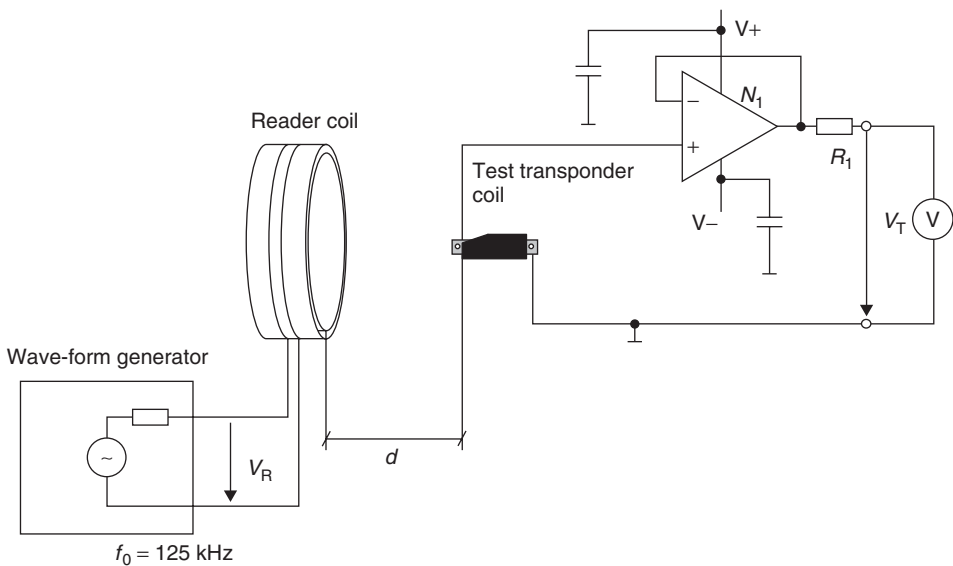 V+
N1
−
+
R1
V−
VT
V
Reader coil
Test transponder
coil
Wave-form generator
~
VR
d
f0 = 125 kHz